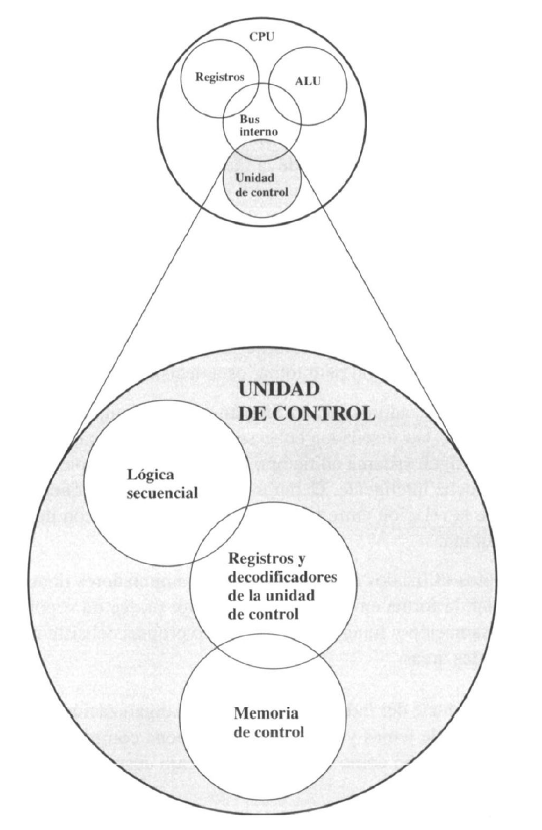 CPU
Registros
ALU
Bus
interno
Unidad
de control
UNIDAD
DE CONTROL
Lógica
secuencial
Registros y
decodificadores
de la unidad
de control
Memoria
de control